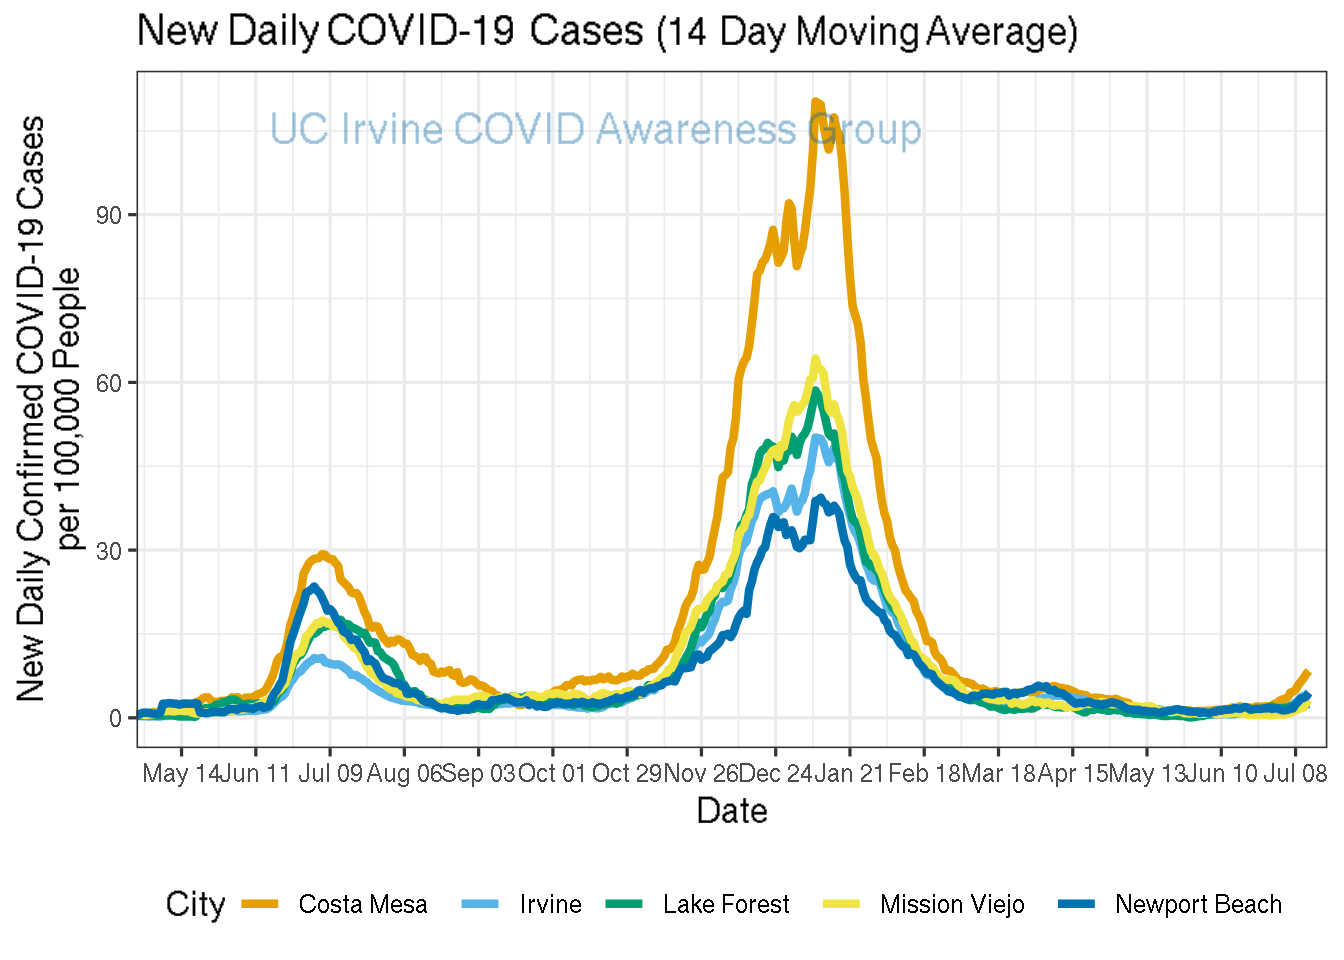 New Daily COVID-19 Cases (14 Day Moving Average)
UC Irvine COVID Awareness Group
New Daily Confirmed COVID-19 Cases
per 100,000 People
90
60
30
0
May 14 Jun 11 Jul 09 Aug 06 Sep 03 Oct 01 Oct 29 Nov 26 Dec 24 Jan 21 Feb 18 Mar 18 Apr 15 May 13 Jun 10 Jul 08
Date
City Costa Mesa Irvine Lake Forest Mission Viejo Newport Beach